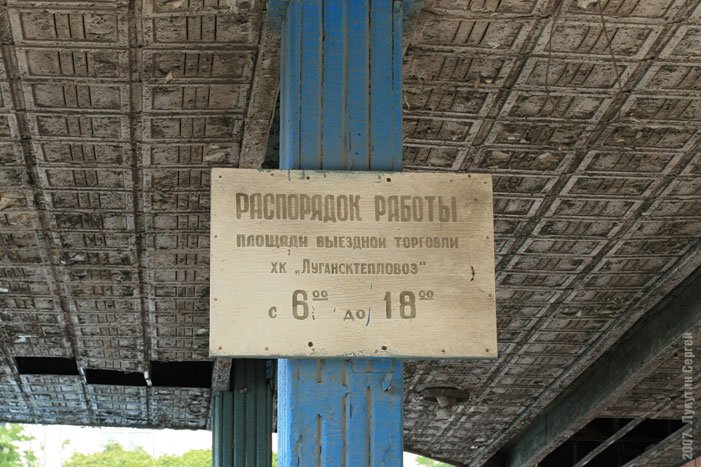 РАСПОРЯДОК РАБОТЫ
ПЛОЩАДИ ВЫЕЗДНОЙ ТОРГОВЛИ
ХК „Лугансктепловоз"
с 6⁰⁰ до 18⁰⁰
2007. Лукутин Сергей